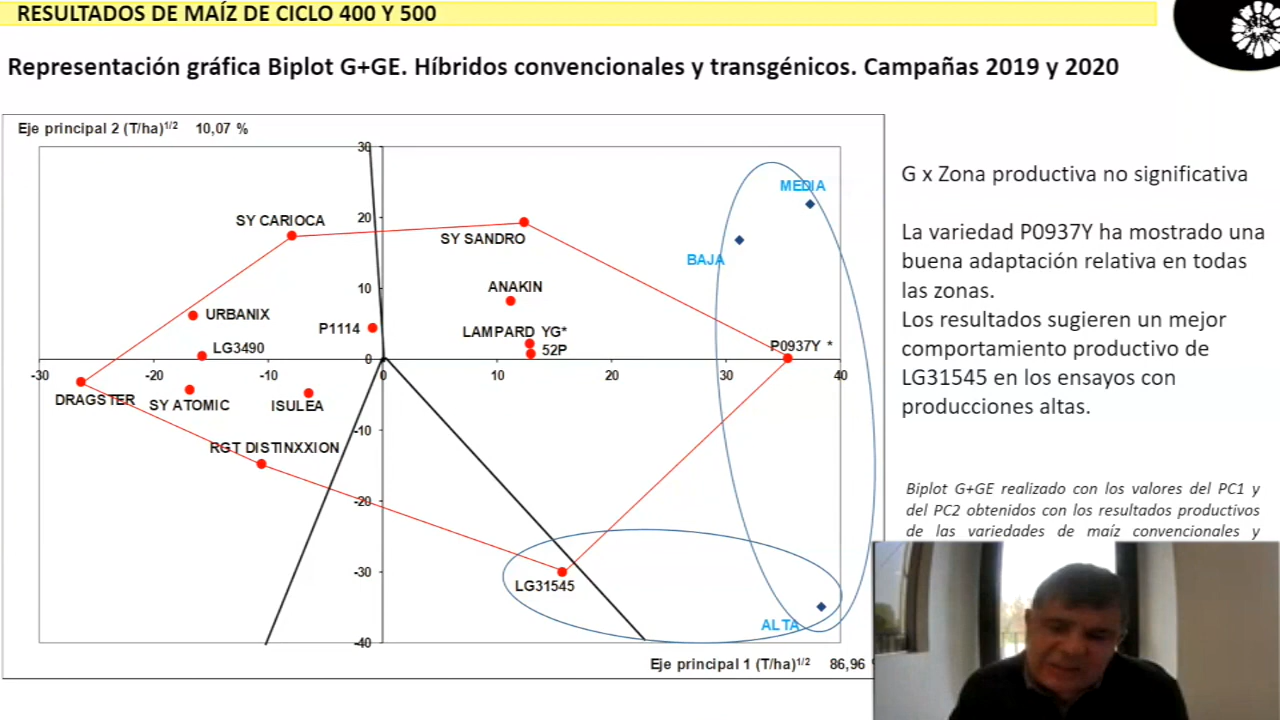 RESULTADOS DE MAÍZ DE CICLO 400 Y 500
Representación gráfica Biplot G+GE. Híbridos convencionales y transgénicos. Campañas 2019 y 2020
Eje principal 2 (T/ha)1/2 10,07 %
30
MEDIA
20
SY CARIOCA
SY SANDRO
BAJA
10
ANAKIN
URBANIX
P1114
LAMPARD YG*
LG3490
52P
P0937Y *
0
-30
-20
-10
0
10
20
30
40
DRAGSTER
SY ATOMIC
ISULEA
-10
RGT DISTINXXION
-20
-30
LG31545
ALTA
-40
Eje principal 1 (T/ha)1/2 86,96
G x Zona productiva no significativa
La variedad P0937Y ha mostrado una
buena adaptación relativa en todas
las zonas.
Los resultados sugieren un mejor
comportamiento productivo de
LG31545 en los ensayos con
producciones altas.
Biplot G+GE realizado con los valores del PC1 y
del PC2 obtenidos con los resultados productivos
de las variedades de maíz convencionales y